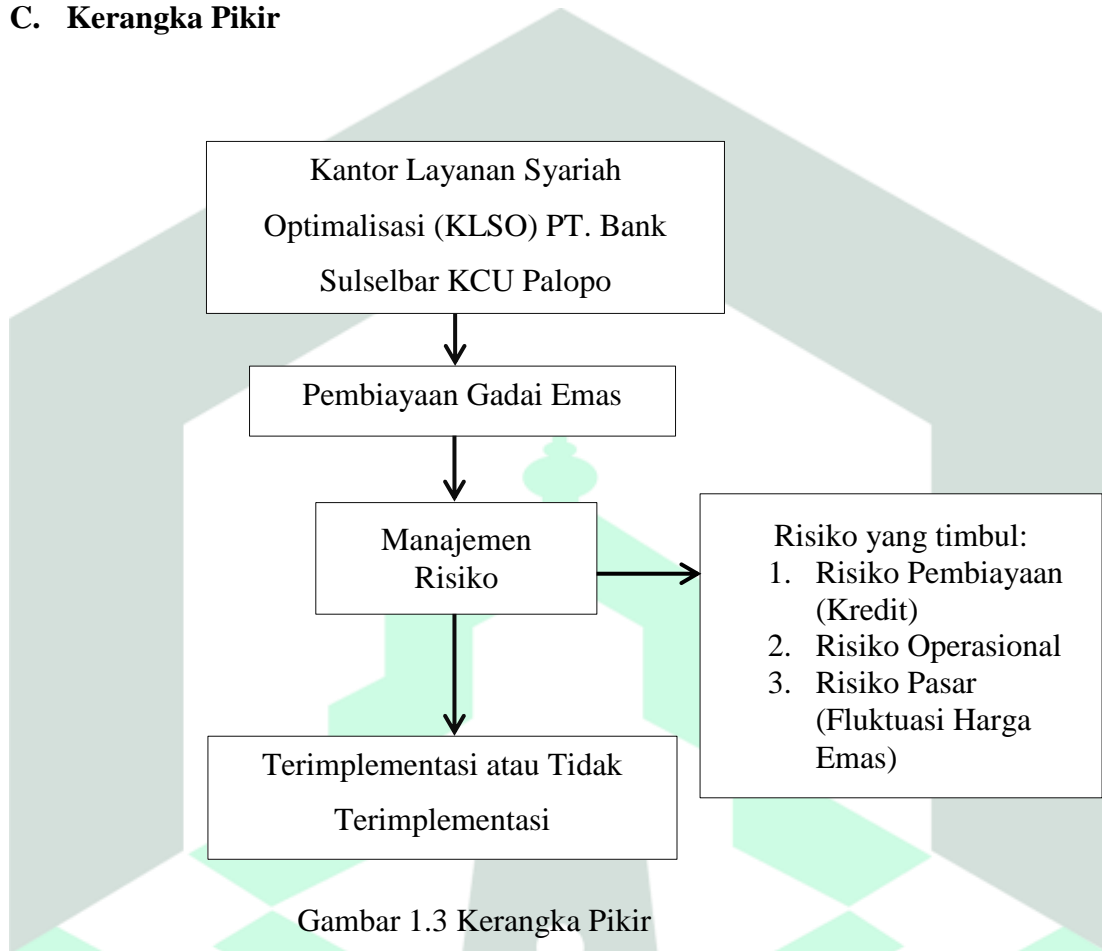 C. Kerangka Pikir
Kantor Layanan Syariah
Optimalisasi (KLSO) PT. Bank
Sulselbar KCU Palopo
Pembiayaan Gadai Emas
Manajemen
Risiko
Risiko yang timbul:
1. Risiko Pembiayaan
(Kredit)
2. Risiko Operasional
3. Risiko Pasar
(Fluktuasi Harga
Emas)
Terimplementasi atau Tidak
Terimplementasi
Gambar 1.3 Kerangka Pikir